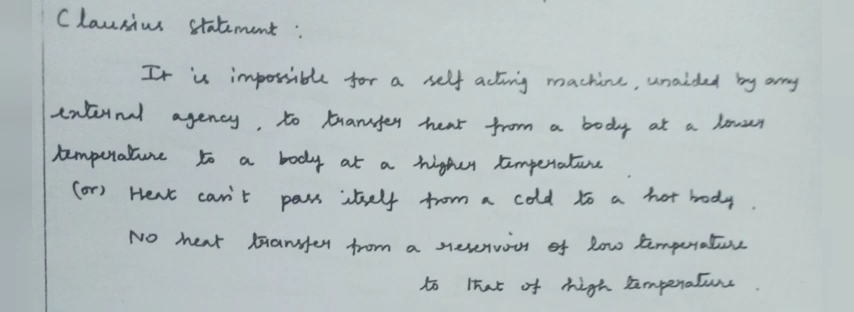 Clausius statement :
It is impossible for a self acting machine, unaided by any
external agency, to transfer heat from a body at a lower
temperature to a body at a higher temperature.
(or) Heat can't pass itself from a cold to a hot body.
No heat transfer from a reservoir of low temperature
to that of high temperature.